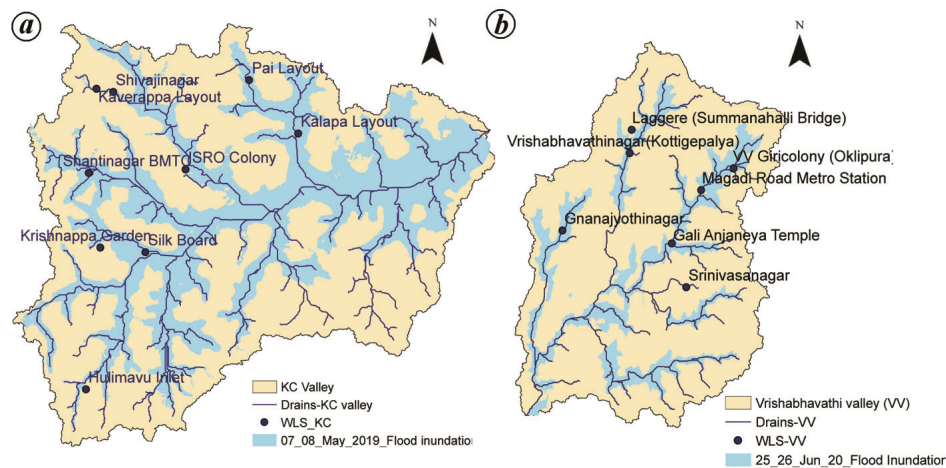 a
N
Pai Layout
Shivajinagar
Kaverappa Layout
Kalapa Layout
Shantinagar BMTC
SRO Colony
Krishnappa Garden
Silk Board
Hulimavu Inlet
KC Valley
Drains-KC valley
WLS_KC
07_08_May_2019_Flood inundation
b
N
Laggere (Summanahalli Bridge)
Vrishabhavathinagar(Kottigepalya)
VV Giricolony (Oklipura)
Magadi Road Metro Station
Gnanajyothinagar
Gali Anjaneya Temple
Srinivasanagar
Vrishabhavathi valley (VV)
Drains-VV
WLS-VV
25_26_Jun_20_Flood Inundation